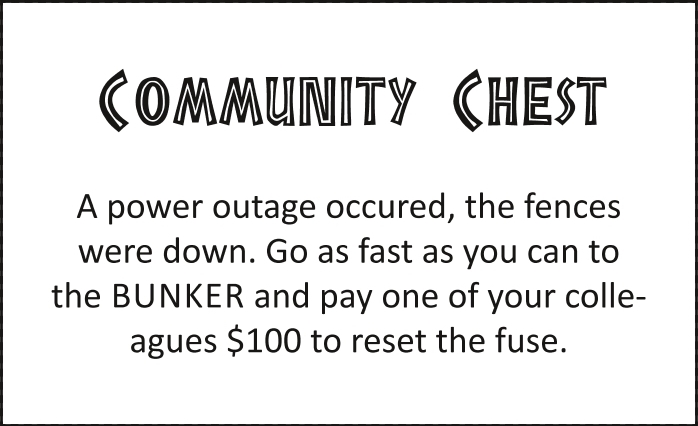 Community Chest
A power outage occured, the fences
were down. Go as fast as you can to
the BUNKER and pay one of your colle-
agues $100 to reset the fuse.